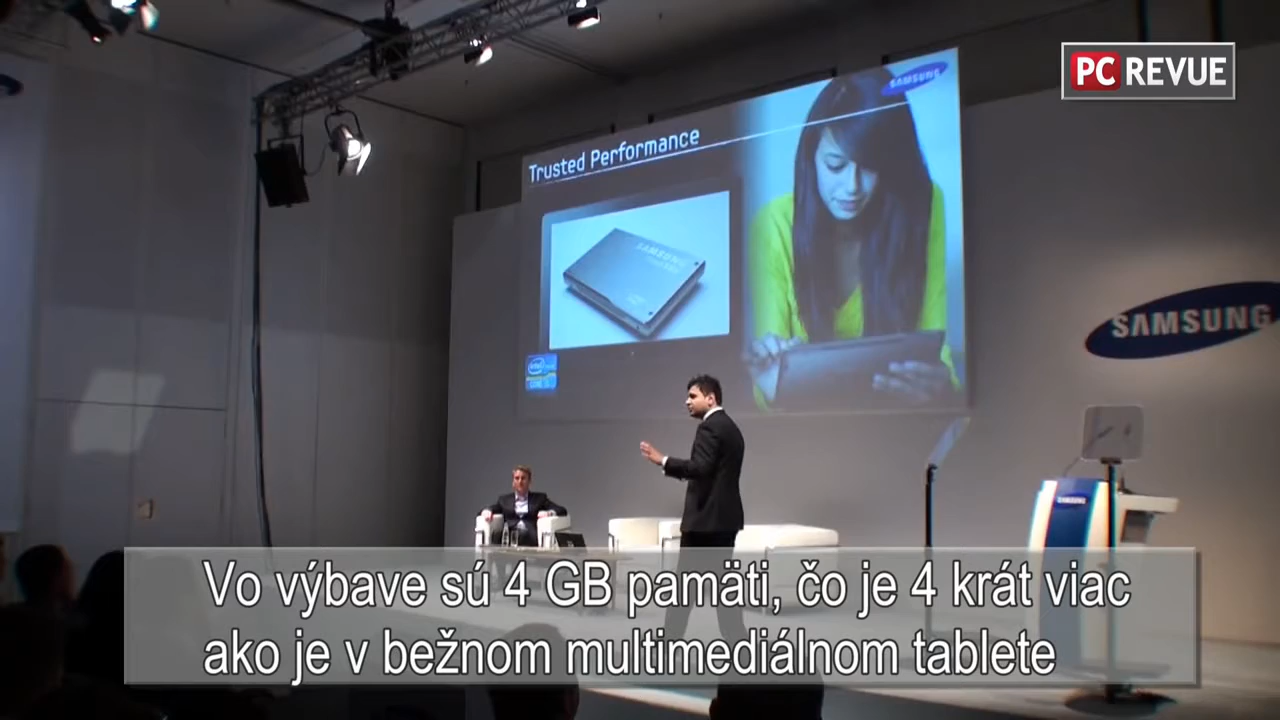 PC REVUE
SAMSUNG
Trusted Performance
SAMSUNG
SAMSUNG
SAMSUNG
Vo výbave sú 4 GB pamäti, čo je 4 krát viac
ako je v bežnom multimediálnom tablete